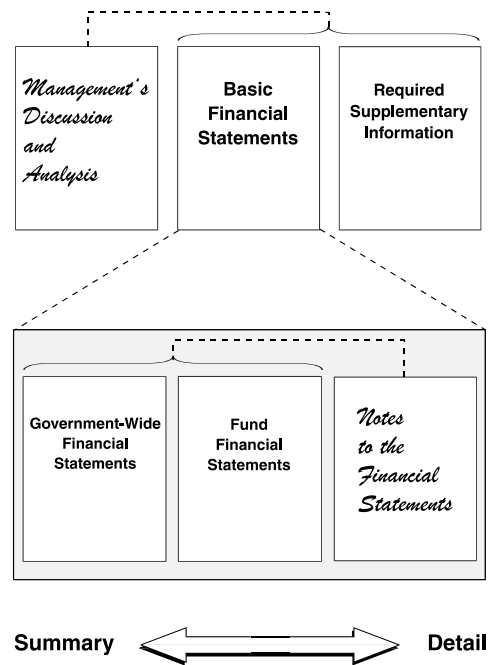 Management's
Discussion
and
Analysis
Basic
Financial
Statements
Required
Supplementary
Information
Government-Wide
Financial
Statements
Fund
Financial
Statements
Notes
to the
Financial
Statements
Summary
Detail